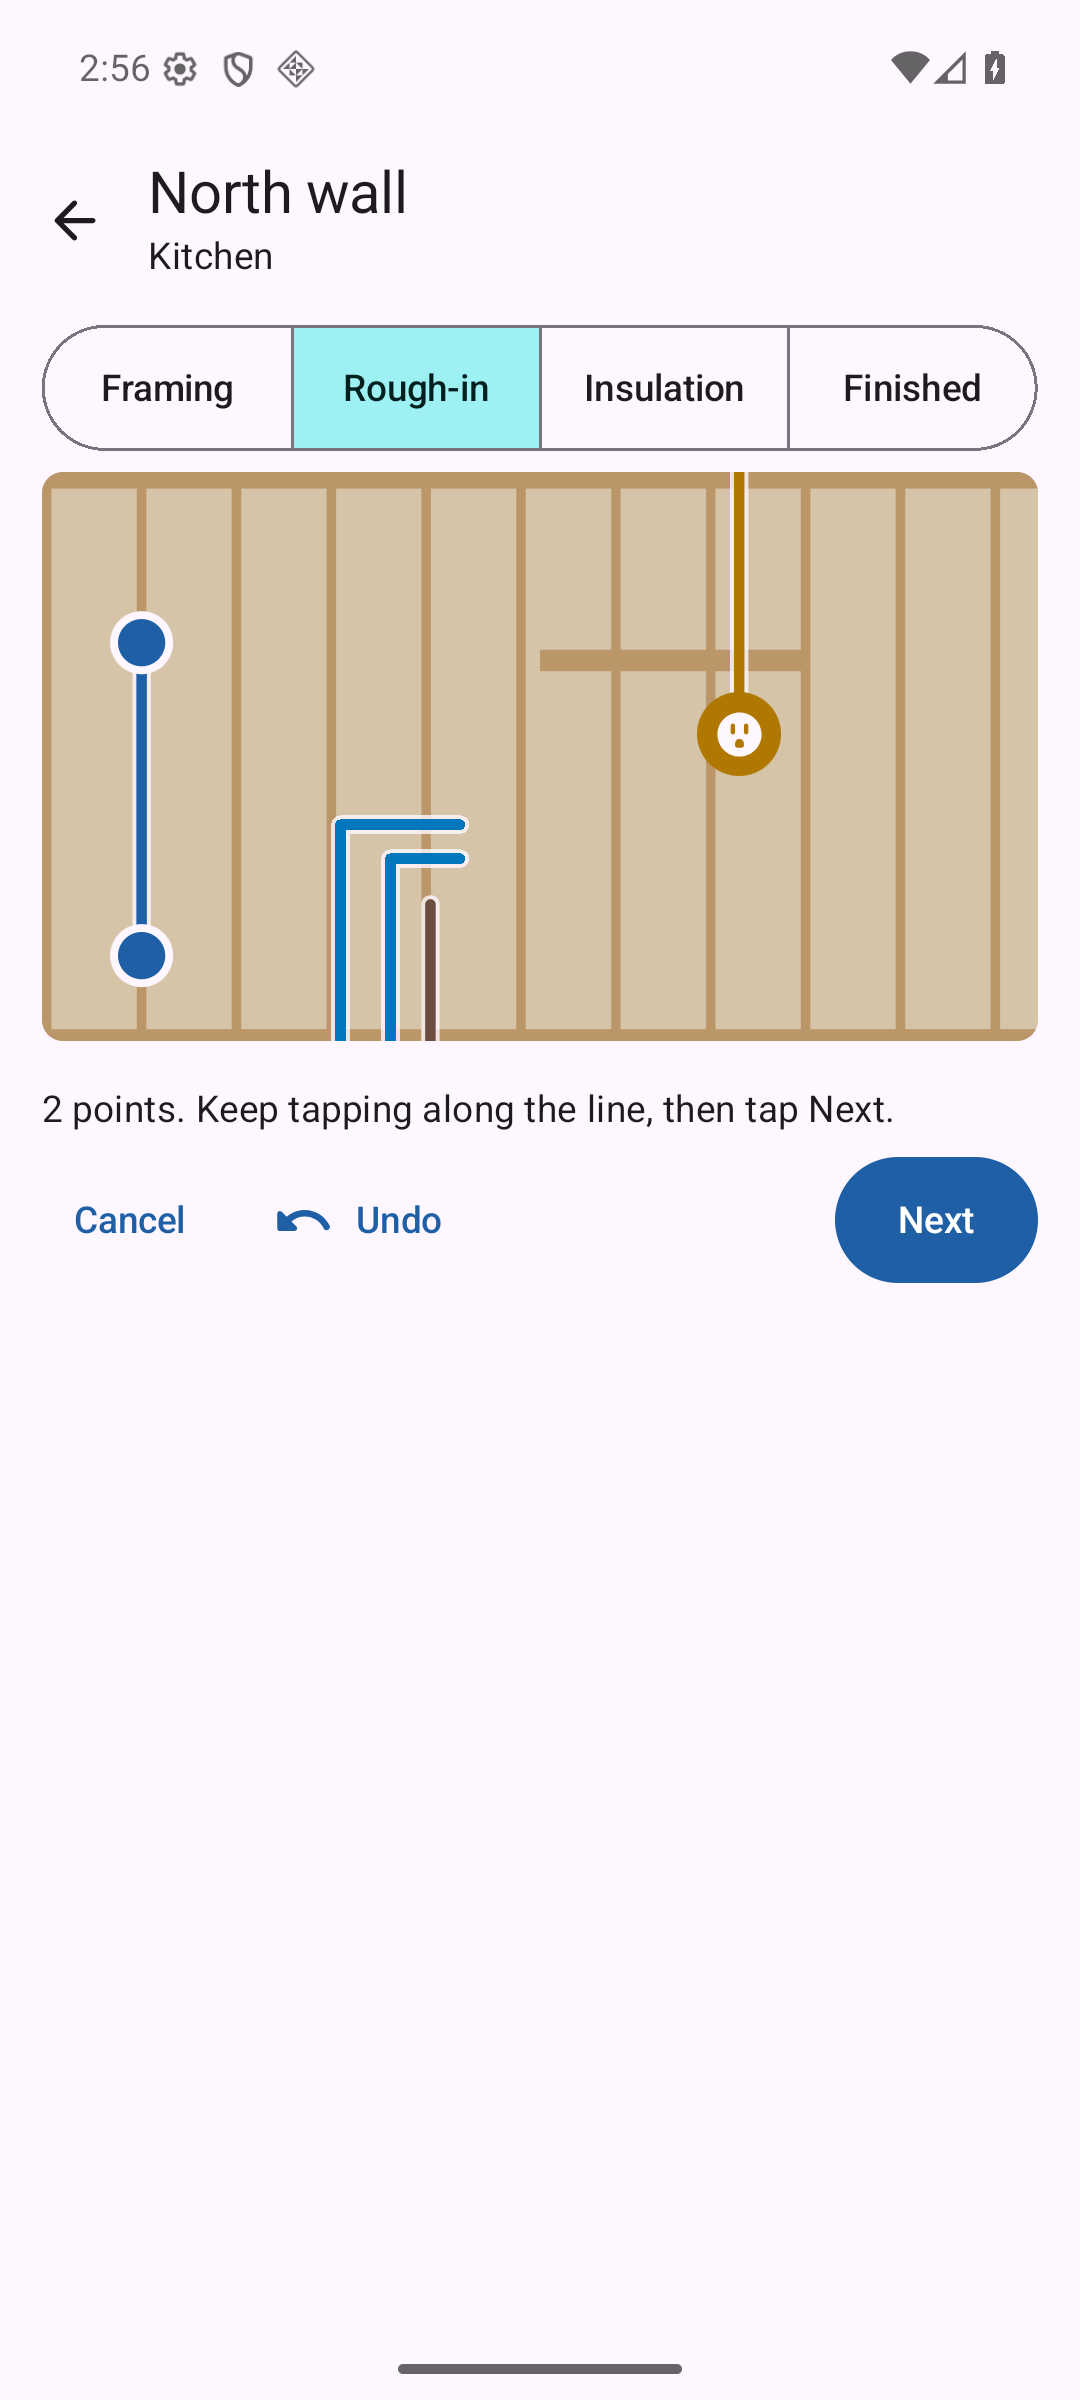 2:56
North wall
Kitchen
Framing Rough-in Insulation Finished
2 points. Keep tapping along the line, then tap Next.
Cancel Undo Next